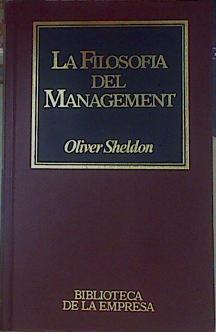 LA FILOSOFIA
DEL
MANAGEMENT
Oliver Sheldon
BIBLIOTECA
DE LA EMPRESA